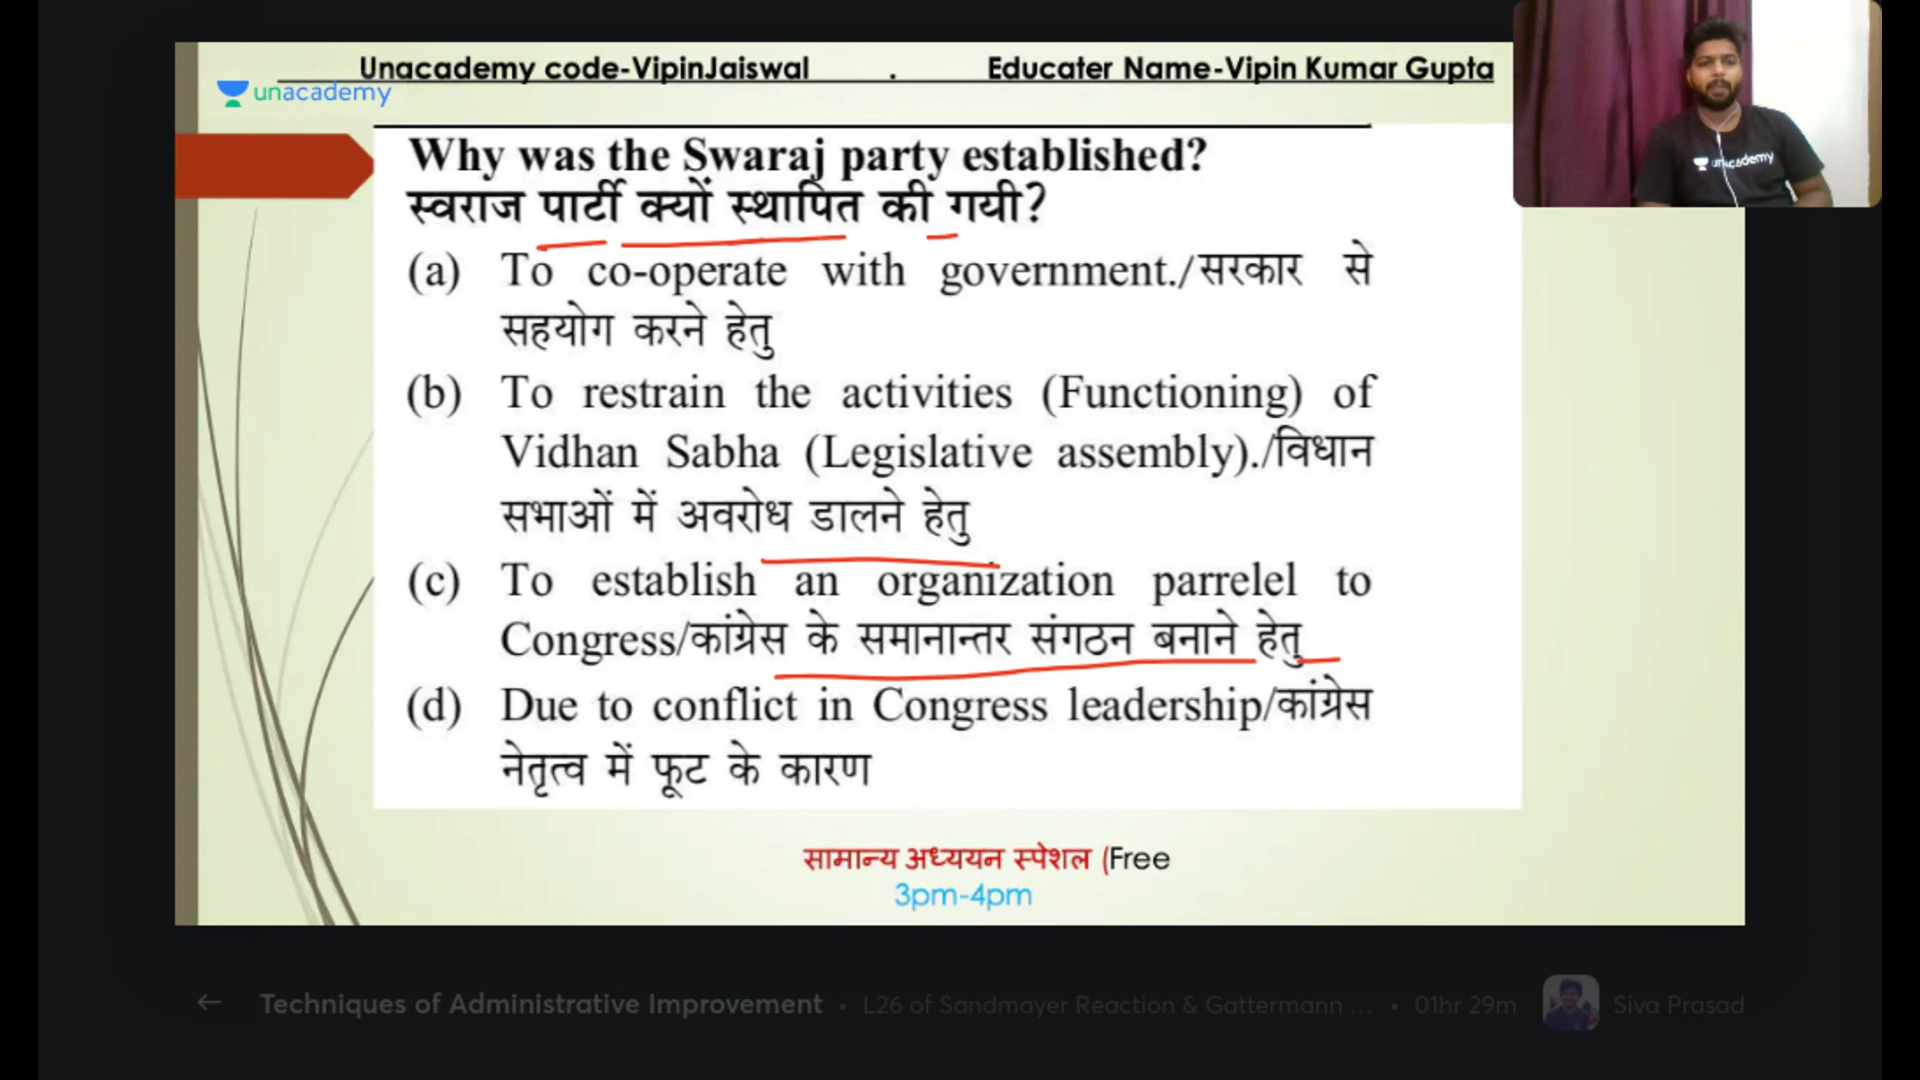 Unacademy code-VipinJaiswal . Educater Name-Vipin Kumar Gupta
unacademy
Why was the Swaraj party established?
स्वराज पार्टी क्यों स्थापित की गयी?
(a) To co-operate with government./सरकार से
सहयोग करने हेतु
(b) To restrain the activities (Functioning) of
Vidhan Sabha (Legislative assembly)./विधान
सभाओं में अवरोध डालने हेतु
(c) To establish an organization parrelel to
Congress/कांग्रेस के समानान्तर संगठन बनाने हेतु
(d) Due to conflict in Congress leadership/कांग्रेस
नेतृत्व में फूट के कारण
सामान्य अध्ययन स्पेशल (Free
3pm-4pm
unacademy
Techniques of Administrative Improvement • L26 of Sandmayer Reaction & Gattermann ... • 01hr 29m Siva Prasad